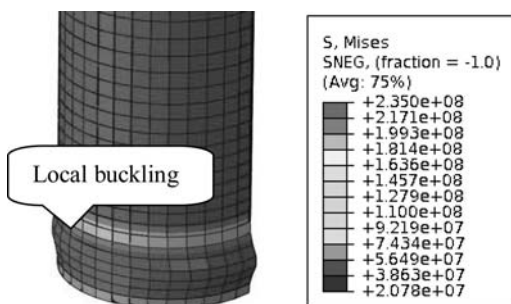 Local buckling
S, Mises
SNEG, (fraction = -1.0)
(Avg: 75%)
+2.350e+08
+2.171e+08
+1.993e+08
+1.814e+08
+1.636e+08
+1.457e+08
+1.279e+08
+1.100e+08
+9.219e+07
+7.434e+07
+5.649e+07
+3.863e+07
+2.078e+07